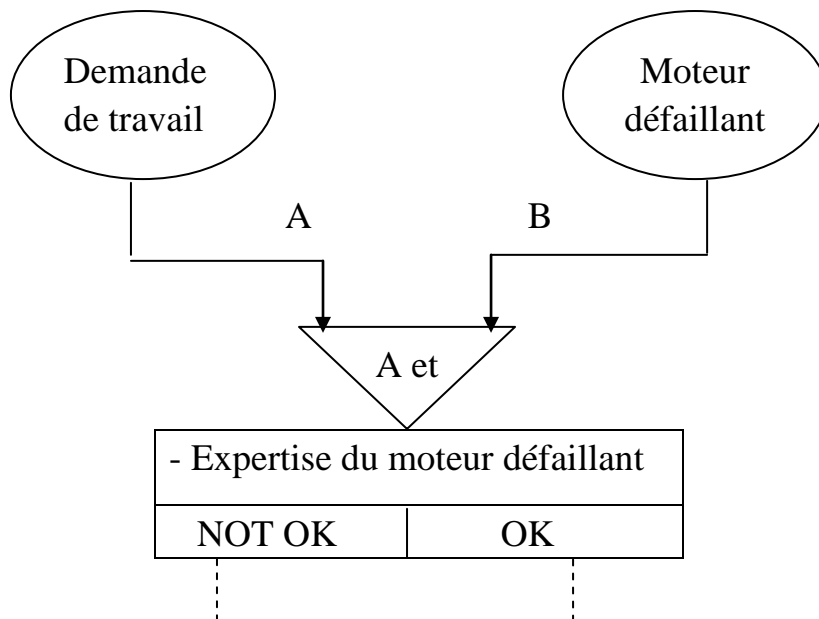 Demande
de travail
Moteur
défaillant
A
B
A et
- Expertise du moteur défaillant
NOT OK
OK